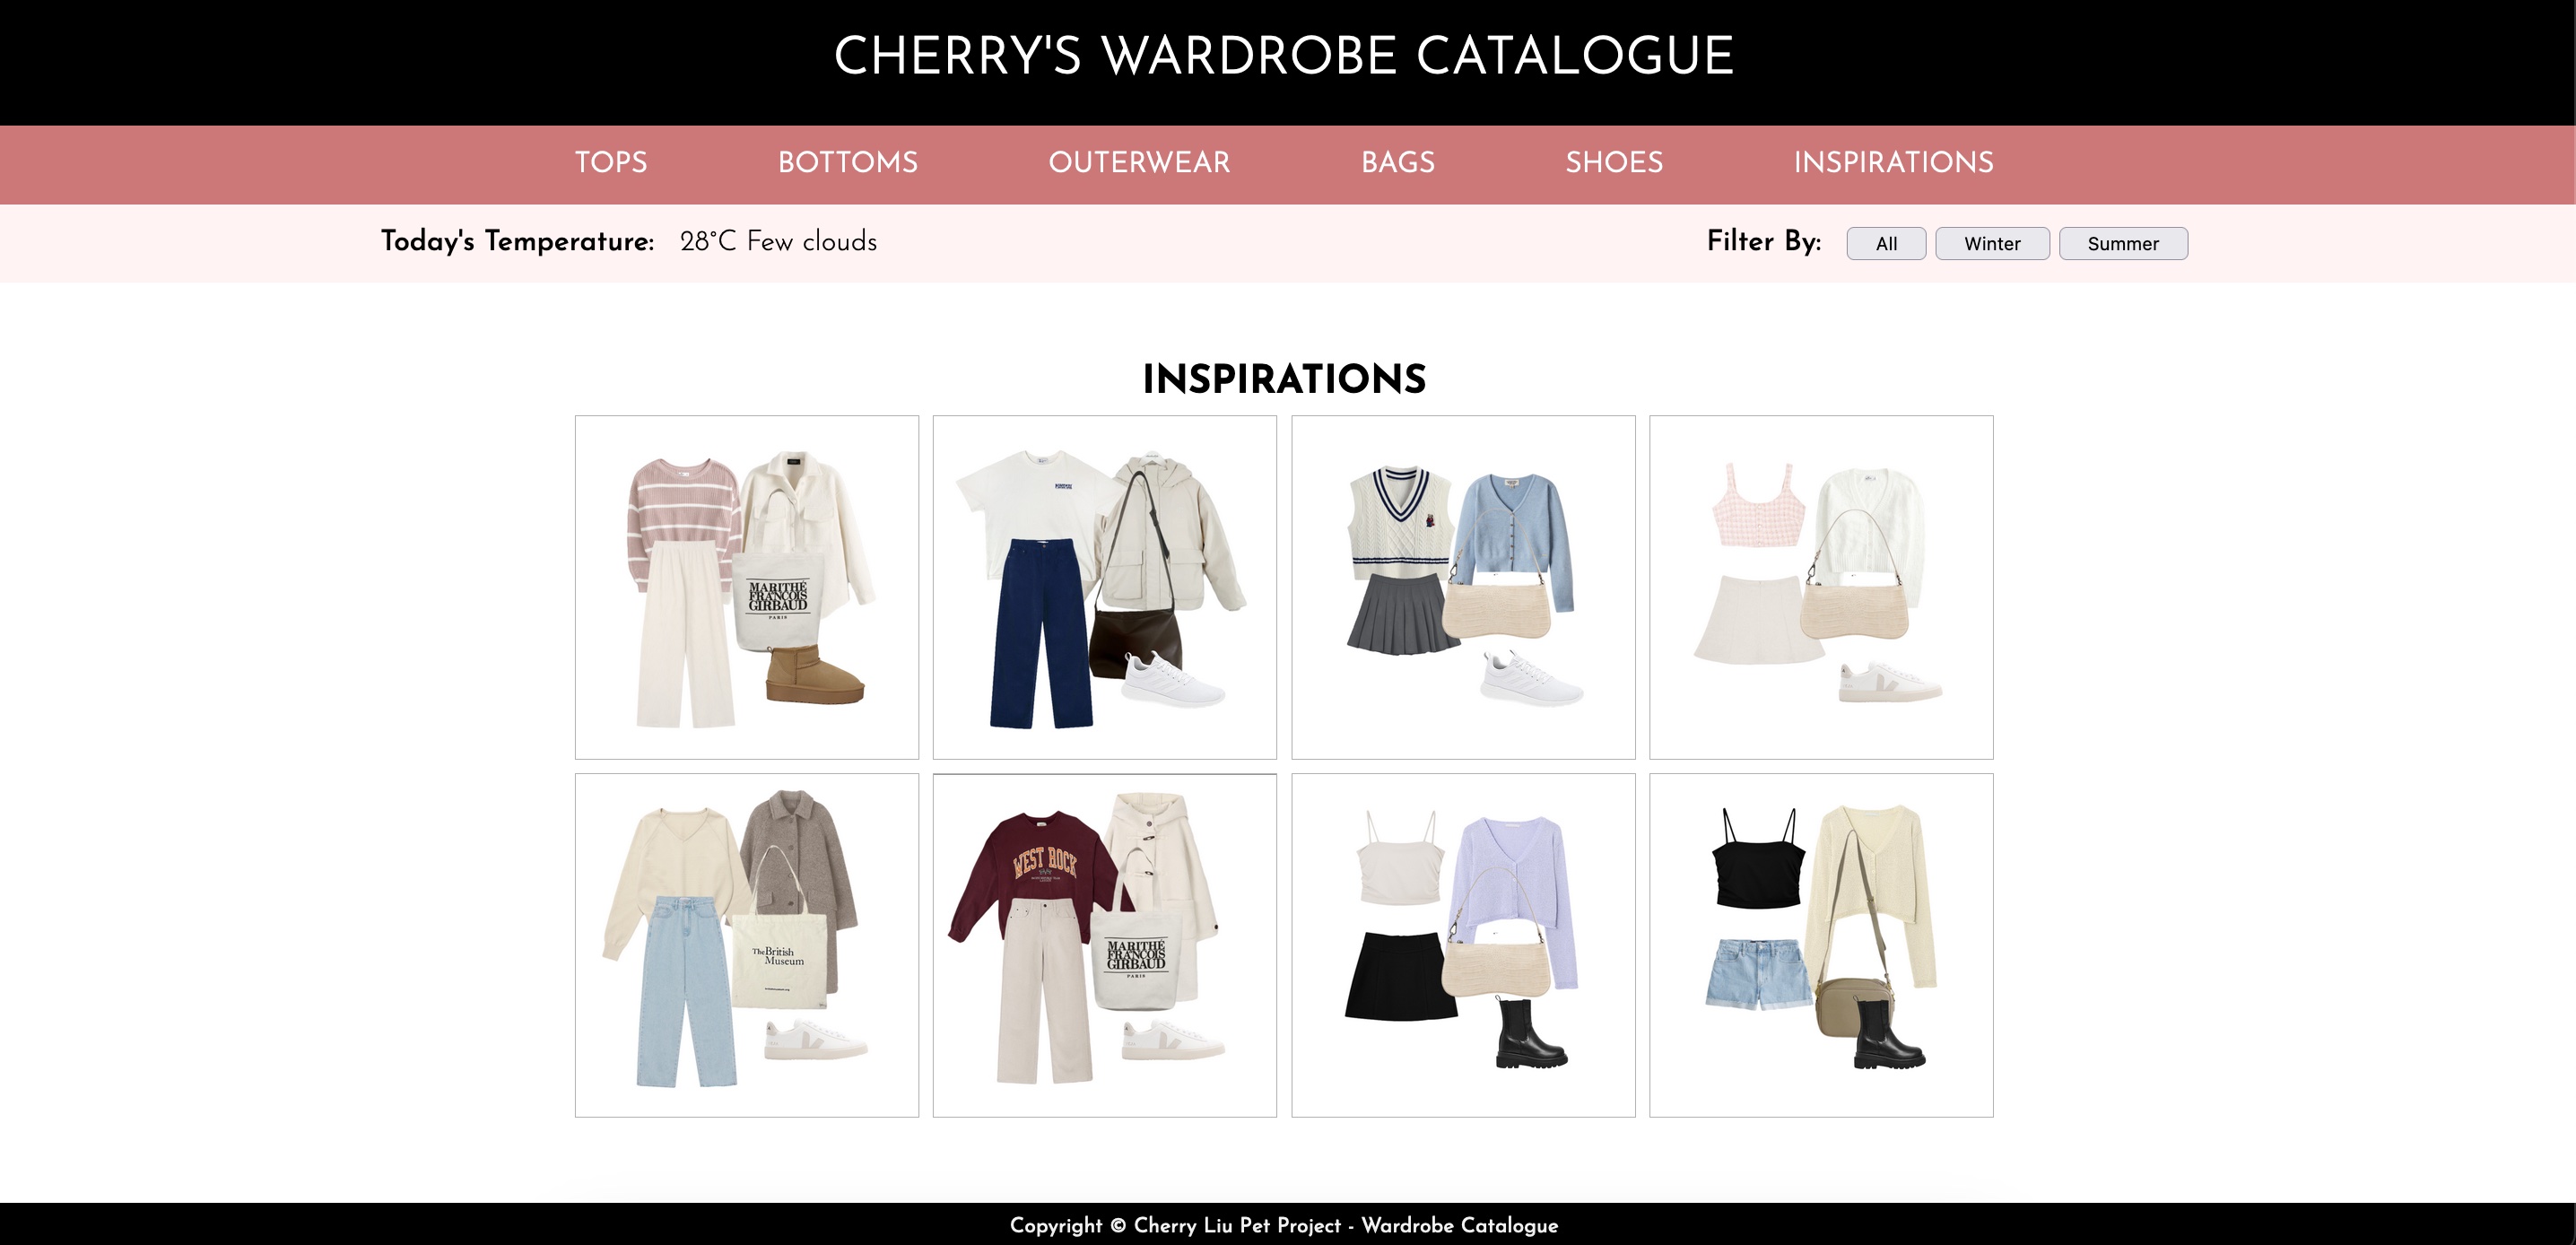 CHERRY'S WARDROBE CATALOGUE
TOPS BOTTOMS OUTERWEAR BAGS SHOES INSPIRATIONS
Today's Temperature: 28°C Few clouds
Filter By: All Winter Summer
INSPIRATIONS
MARITHÉ
FRANCOIS
GIRBAUD
PARIS
The British
Museum
WEST ROCK
MARITHÉ
FRANCOIS
GIRBAUD
PARIS
Copyright © Cherry Liu Pet Project - Wardrobe Catalogue